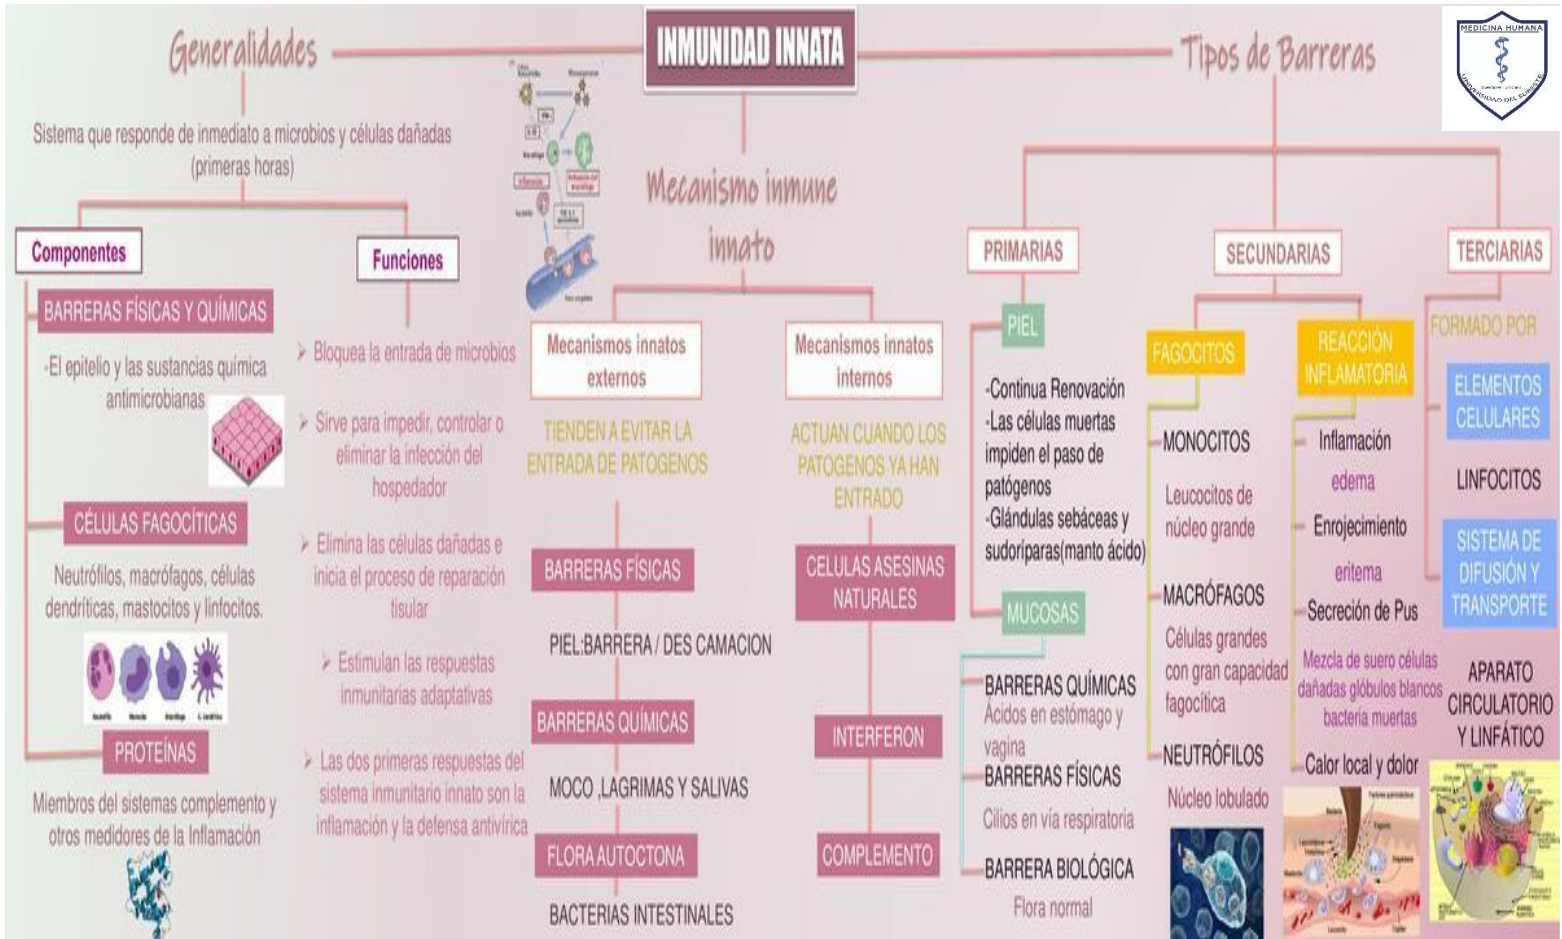 INMUNIDAD INNATA
Generalidades
Sistema que responde de inmediato a microbios y células dañadas
(primeras horas)
Componentes
BARRERAS FÍSICAS Y QUÍMICAS
-El epitelio y las sustancias química
antimicrobianas
CÉLULAS FAGOCÍTICAS
Neutrófilos, macrófagos, células
dendríticas, mastocitos y linfocitos.
PROTEÍNAS
Miembros del sistemas complemento y
otros medidores de la Inflamación
Funciones
➤ Bloquea la entrada de microbios
➤ Sirve para impedir, controlar o
eliminar la infección del
hospedador
➤ Elimina las células dañadas e
inicia el proceso de reparación
tisular
➤ Estimulan las respuestas
inmunitarias adaptativas
➤ Las dos primeras respuestas del
sistema inmunitario innato son la
inflamación y la defensa antivírica
Mecanismo inmune
innato
Mecanismos innatos
externos
TIENDEN A EVITAR LA
ENTRADA DE PATOGENOS
BARRERAS FÍSICAS
PIEL:BARRERA / DES CAMACION
BARRERAS QUÍMICAS
MOCO ,LAGRIMAS Y SALIVAS
FLORA AUTOCTONA
BACTERIAS INTESTINALES
Mecanismos innatos
internos
ACTUAN CUANDO LOS
PATOGENOS YA HAN
ENTRADO
CELULAS ASESINAS
NATURALES
INTERFERON
COMPLEMENTO
Tipos de Barreras
PRIMARIAS
PIEL
-Continua Renovación
-Las células muertas
impiden el paso de
patógenos
-Glándulas sebáceas y
sudoríparas(manto ácido)
MUCOSAS
BARRERAS QUÍMICAS
Ácidos en estómago y
vagina
BARRERAS FÍSICAS
Cilios en vía respiratoria
BARRERA BIOLÓGICA
Flora normal
SECUNDARIAS
FAGOCITOS
MONOCITOS
Leucocitos de
núcleo grande
MACRÓFAGOS
Células grandes
con gran capacidad
fagocítica
NEUTRÓFILOS
Núcleo lobulado
REACCIÓN
INFLAMATORIA
Inflamación
edema
Enrojecimiento
eritema
Secreción de Pus
Mezcla de suero células
dañadas glóbulos blancos
bacteria muertas
Calor local y dolor
TERCIARIAS
FORMADO POR
ELEMENTOS
CELULARES
LINFOCITOS
SISTEMA DE
DIFUSIÓN Y
TRANSPORTE
APARATO
CIRCULATORIO
Y LINFÁTICO
MEDICINA HUMANA
UNIVERSIDAD DEL SURESTE